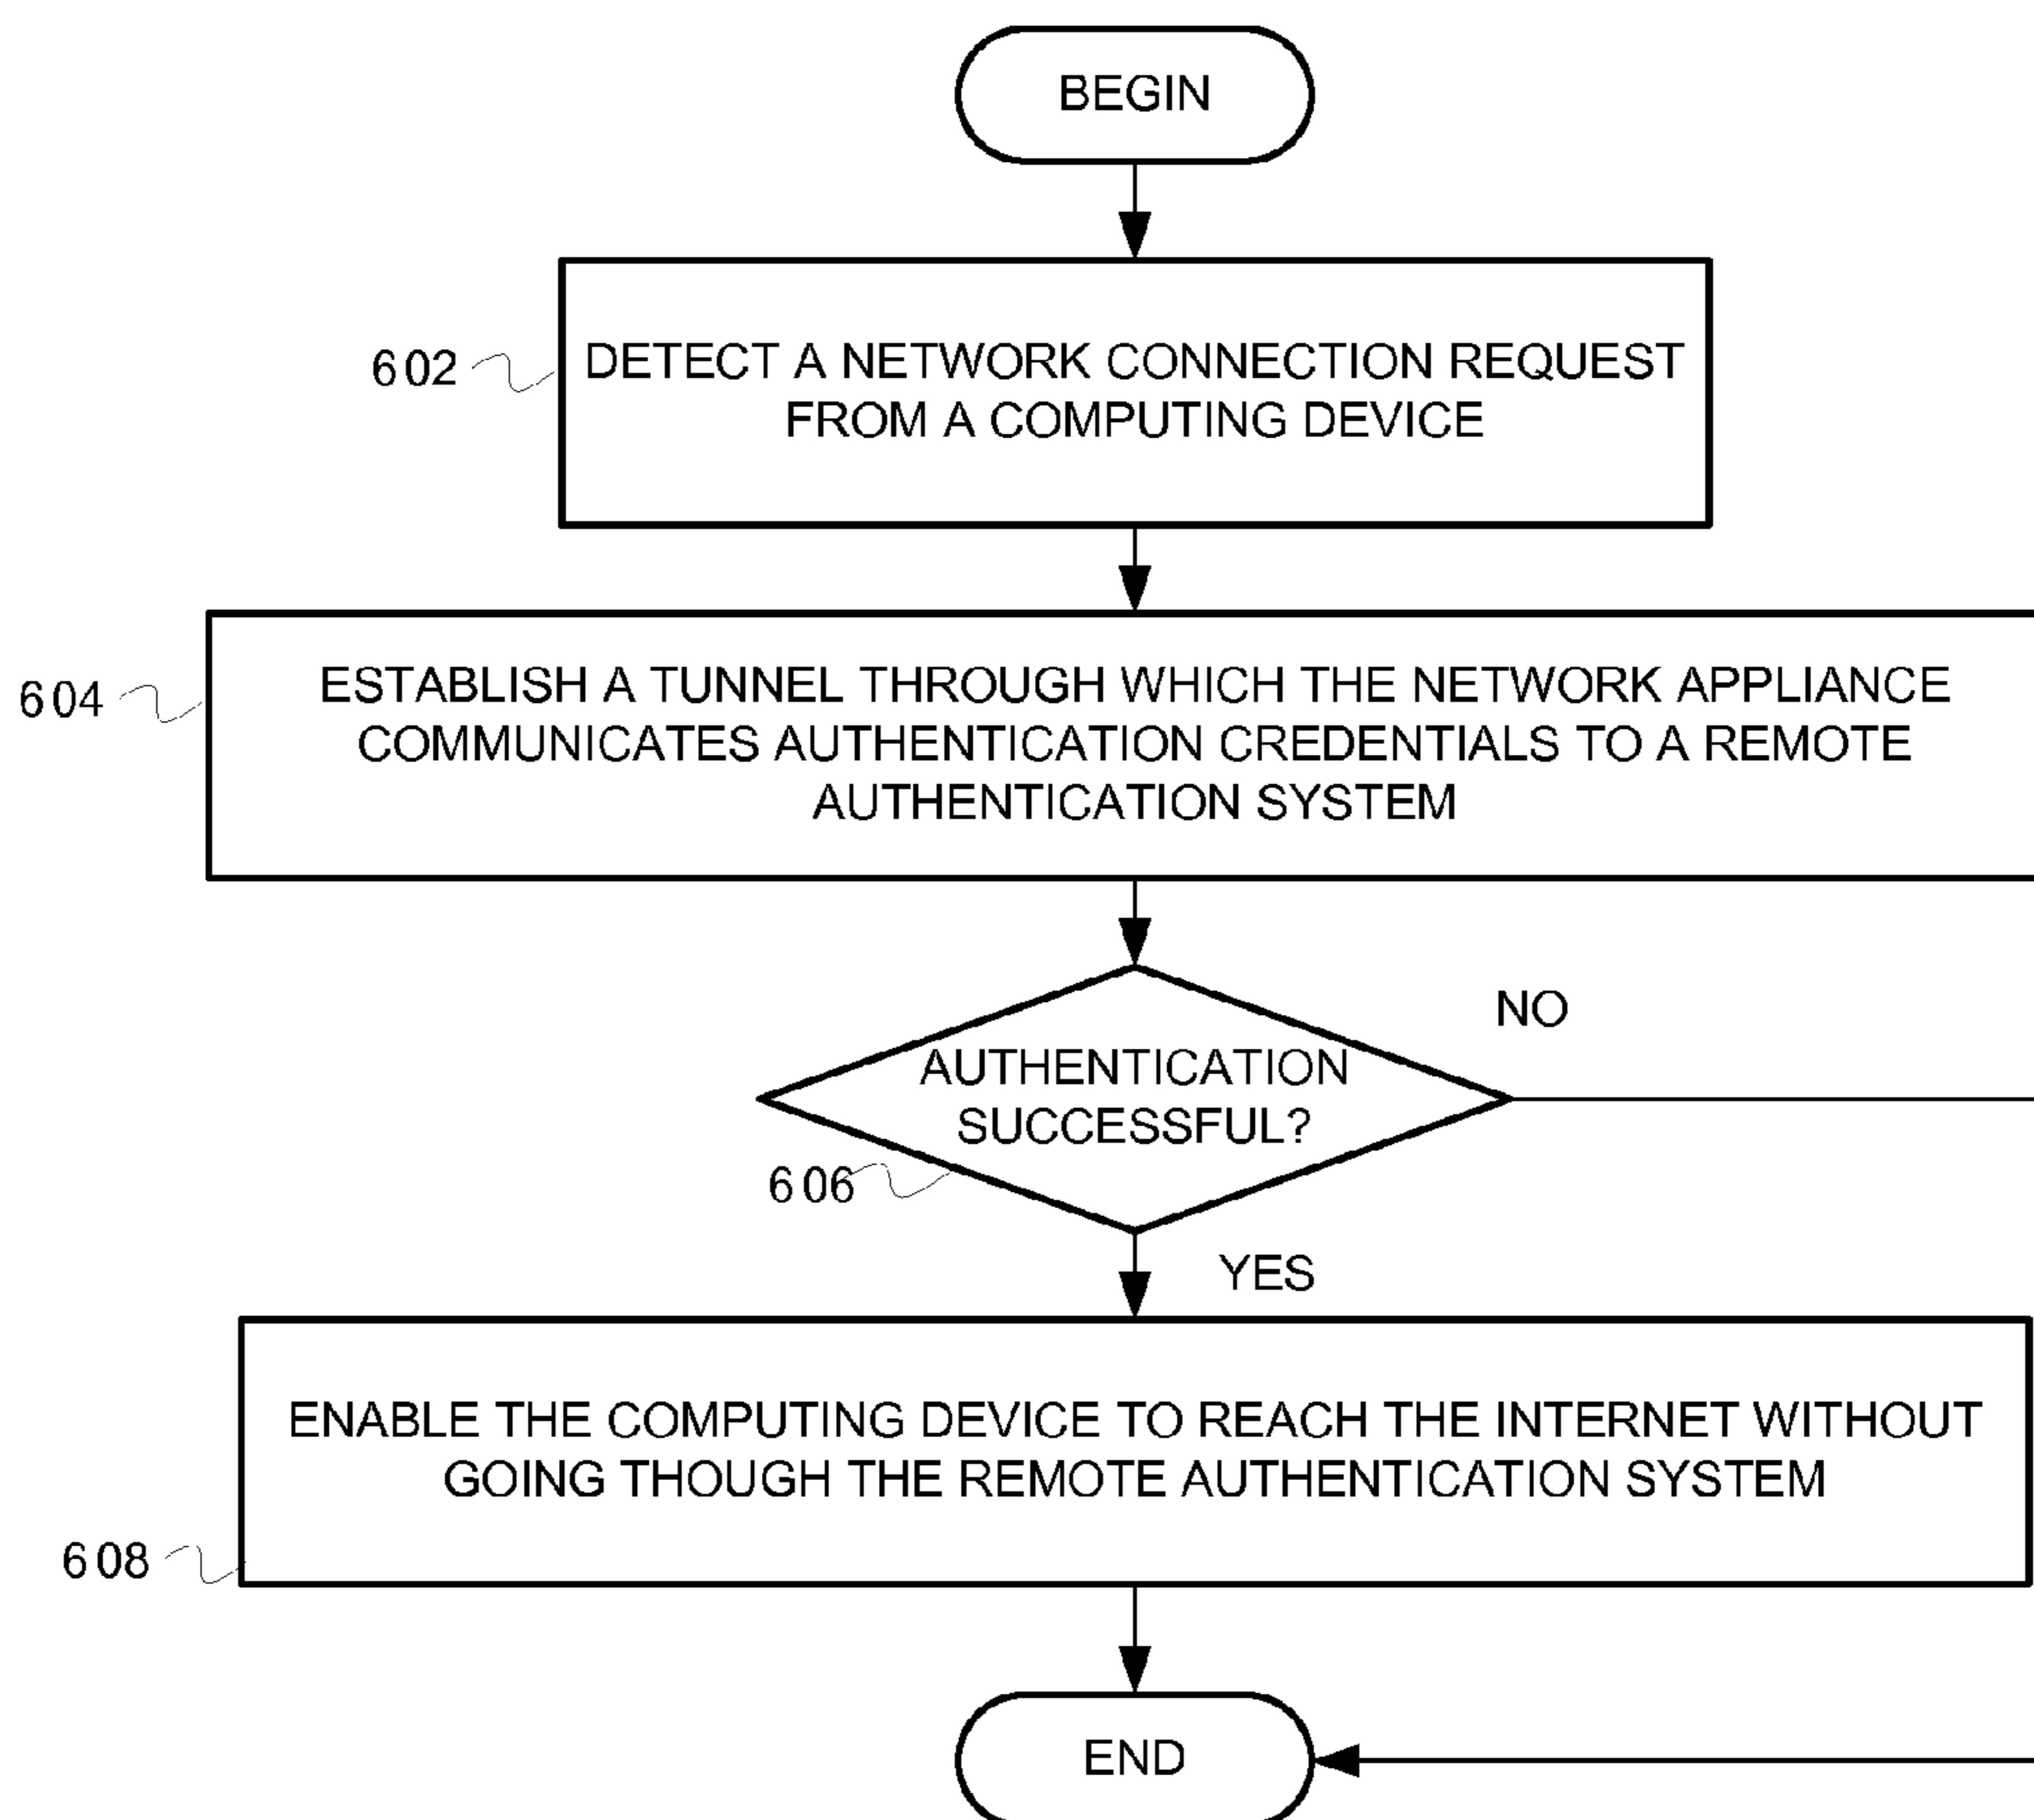 BEGIN
602
DETECT A NETWORK CONNECTION REQUEST
FROM A COMPUTING DEVICE
604
ESTABLISH A TUNNEL THROUGH WHICH THE NETWORK APPLIANCE
COMMUNICATES AUTHENTICATION CREDENTIALS TO A REMOTE
AUTHENTICATION SYSTEM
NO
AUTHENTICATION
SUCCESSFUL?
606
YES
ENABLE THE COMPUTING DEVICE TO REACH THE INTERNET WITHOUT
GOING THOUGH THE REMOTE AUTHENTICATION SYSTEM
608
END